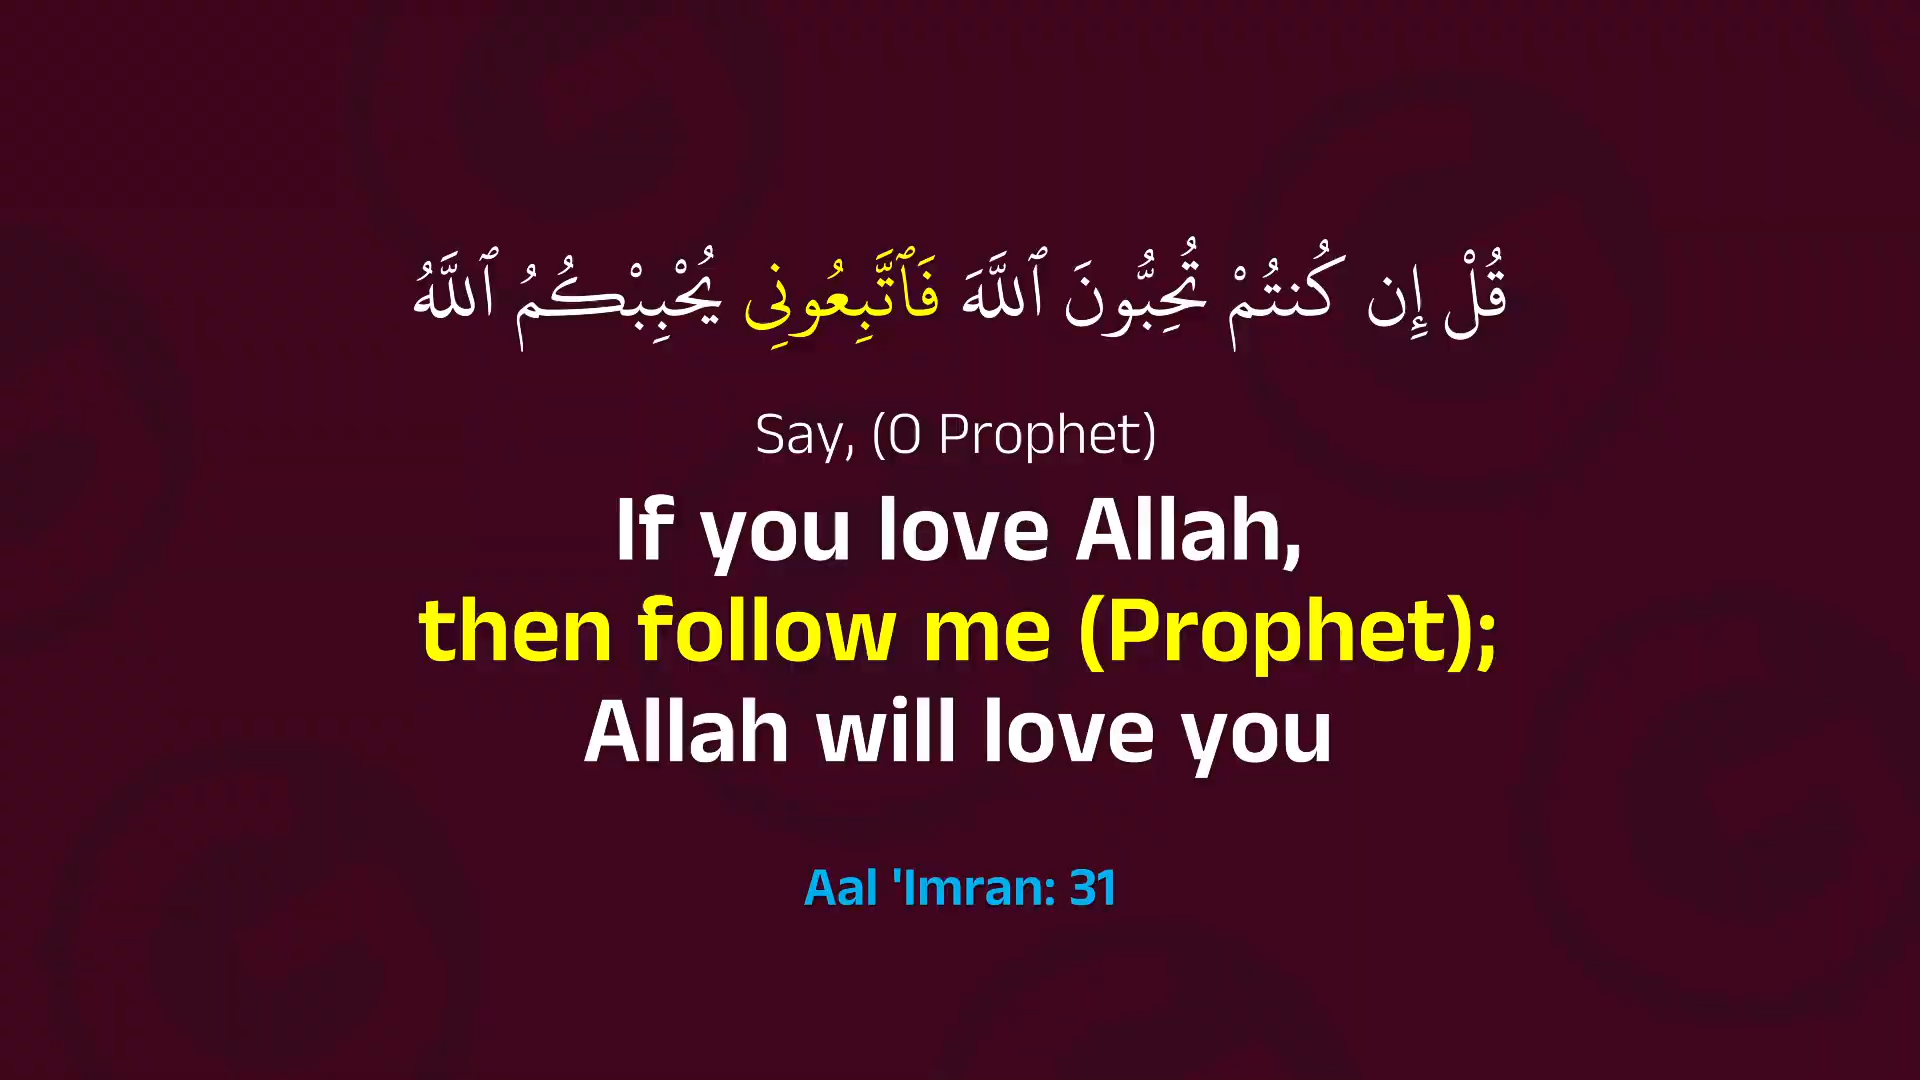 قُلْ إِن كُنتُمْ تُحِبُّونَ ٱللَّهَ فَٱتَّبِعُونِى يُحْبِبْكُمُ ٱللَّهُ
Say, (O Prophet)
If you love Allah,
then follow me (Prophet);
Allah will love you
Aal 'Imran: 31